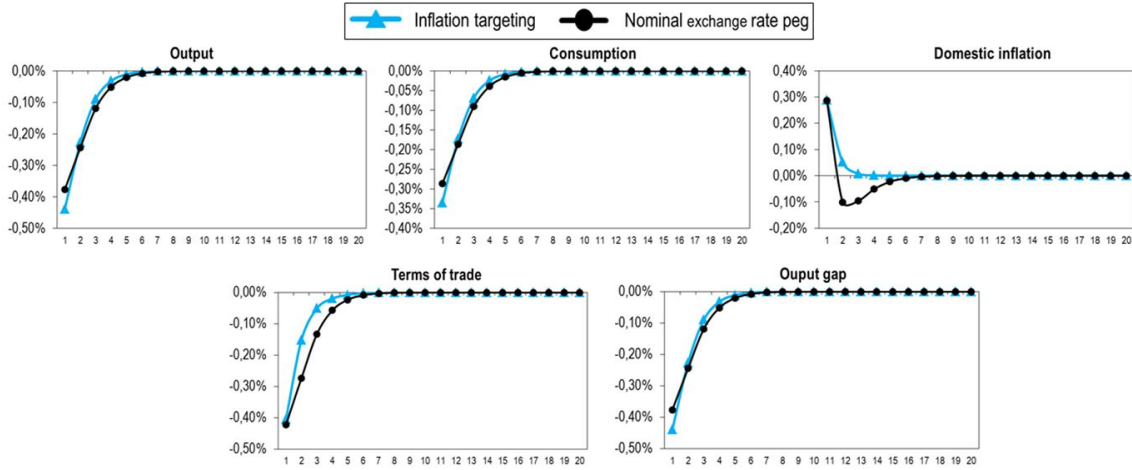 Inflation targeting
Nominal exchange rate peg
Output
0,00%
-0,10%
-0,20%
-0,30%
-0,40%
-0,50%
1 2 3 4 5 6 7 8 9 10 11 12 13 14 15 16 17 18 19 20
Consumption
0,00%
-0,05%
-0,10%
-0,15%
-0,20%
-0,25%
-0,30%
-0,35%
-0,40%
1 2 3 4 5 6 7 8 9 10 11 12 13 14 15 16 17 18 19 20
Domestic inflation
0,40%
0,30%
0,20%
0,10%
0,00%
-0,10%
-0,20%
1 2 3 4 5 6 7 8 9 10 11 12 13 14 15 16 17 18 19 20
Terms of trade
0,00%
-0,10%
-0,20%
-0,30%
-0,40%
-0,50%
1 2 3 4 5 6 7 8 9 10 11 12 13 14 15 16 17 18 19 20
Ouput gap
0,00%
-0,10%
-0,20%
-0,30%
-0,40%
-0,50%
1 2 3 4 5 6 7 8 9 10 11 12 13 14 15 16 17 18 19 20